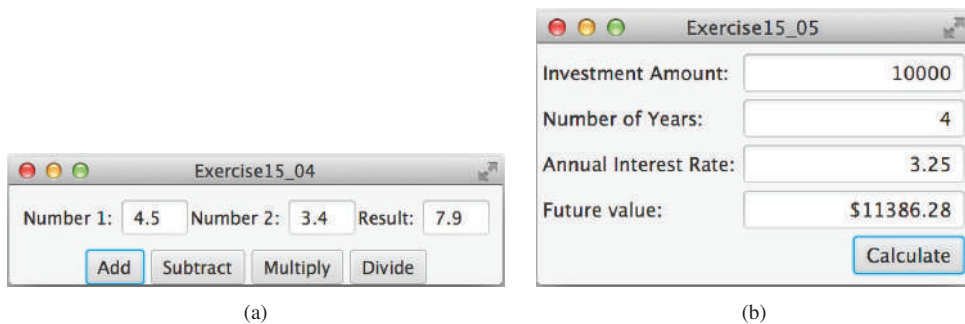 Exercise15_04
Number 1: 4.5 Number 2: 3.4 Result: 7.9
Add Subtract Multiply Divide
(a)
Exercise15_05
Investment Amount: 10000
Number of Years: 4
Annual Interest Rate: 3.25
Future value: $11386.28
Calculate
(b)